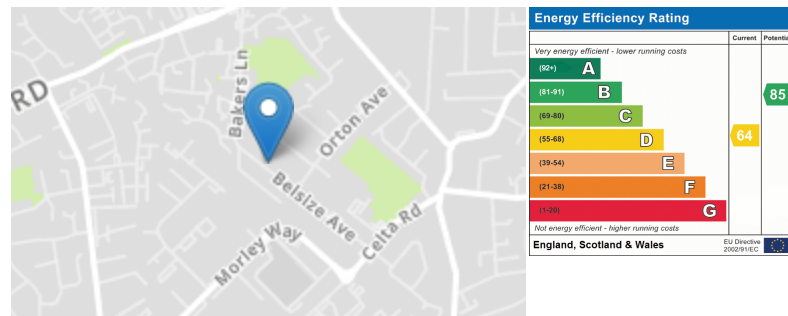 RD
Bakers Ln
Orton Ave
Belsize Ave
Celta Rd
Morley Way
Energy Efficiency Rating
Current Potentia
Very energy efficient - lower running costs
(92+) A
(81-91) B
85
(69-80) C
(55-68) D
64
(39-54) E
(21-38) F
(1-20) G
Not energy efficient - higher running costs
England, Scotland & Wales
EU Directive
2002/91/EC